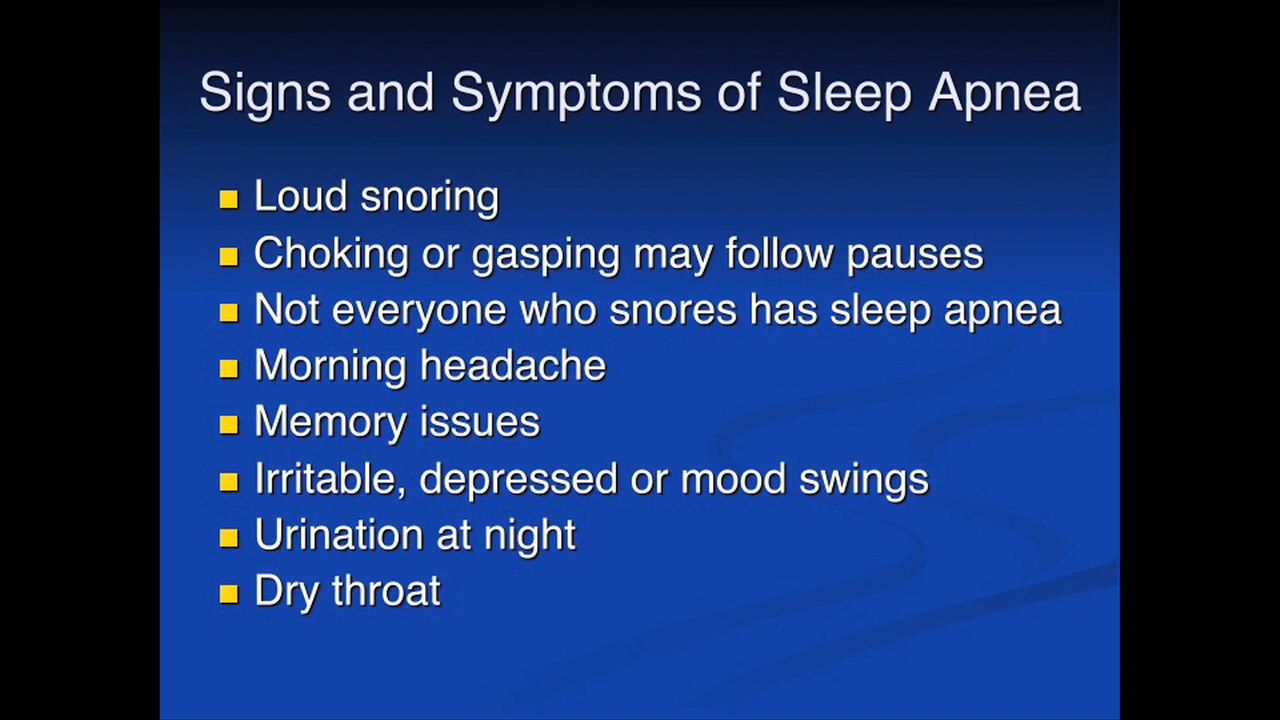 Signs and Symptoms of Sleep Apnea
Loud snoring
Choking or gasping may follow pauses
Not everyone who snores has sleep apnea
Morning headache
Memory issues
Irritable, depressed or mood swings
Urination at night
Dry throat